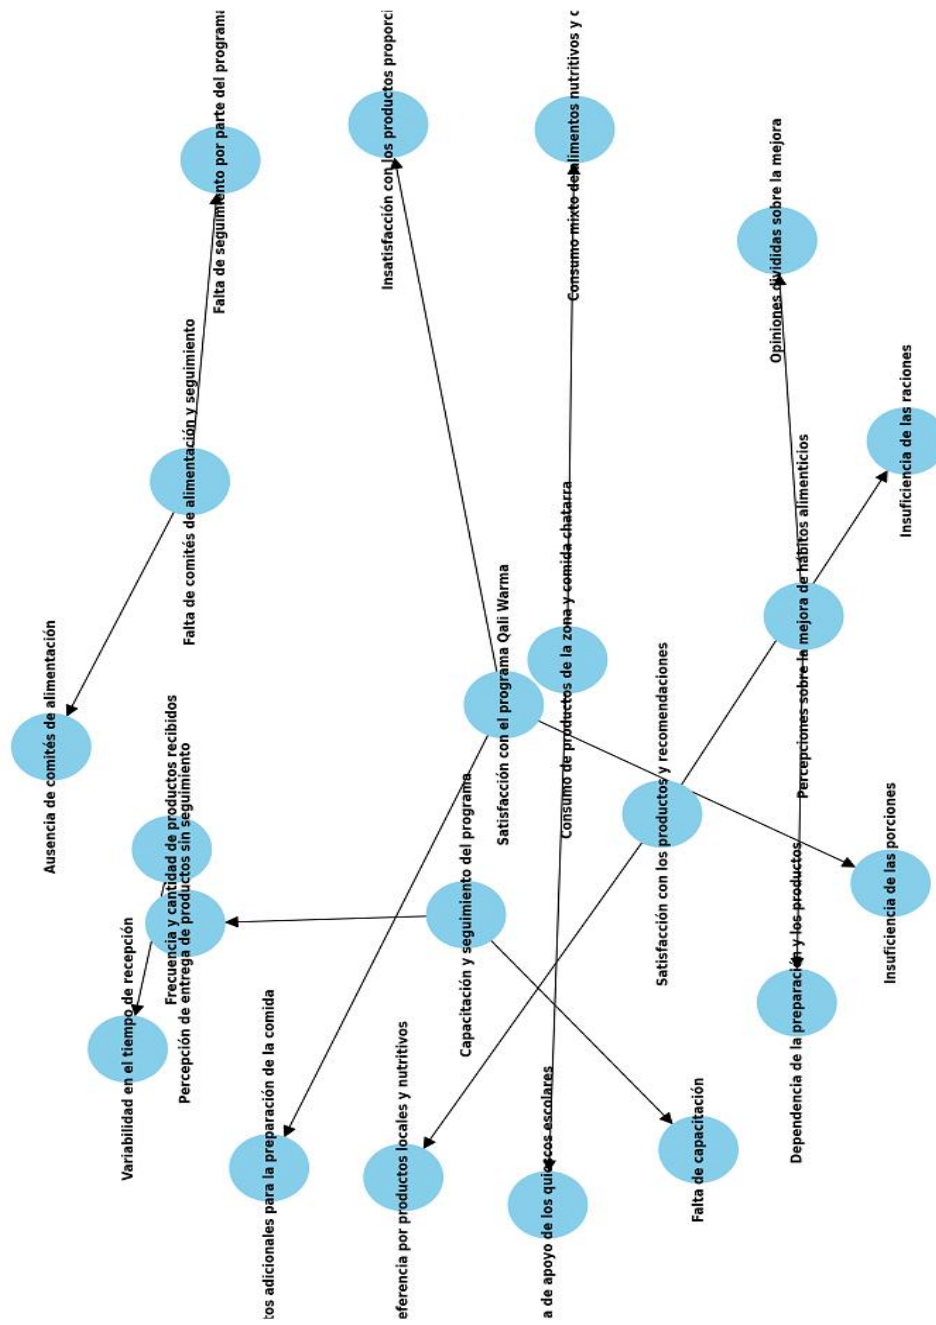 Ausencia de comités de alimentación
Variabilidad en el tiempo de recepción
Frecuencia y cantidad de productos recibidos
Percepción de entrega de productos sin seguimiento
Falta de comités de alimentación y seguimiento
Falta de seguimiento por parte del programa
tos adicionales para la preparación de la comida
Insatisfacción con los productos proporci
eferencia por productos locales y nutritivos
Capacitación y seguimiento del programa
Satisfacción con el programa Qali Warma
a de apoyo de los quioscos escolares
Consumo de productos de la zona y comida chatarra
Consumo mixto de alimentos nutritivos y c
Satisfacción con los productos y recomendaciones
Falta de capacitación
Opiniones divididas sobre la mejora
Dependencia de la preparación y los productos
Percepciones sobre la mejora de hábitos alimenticios
Insuficiencia de las porciones
Insuficiencia de las raciones